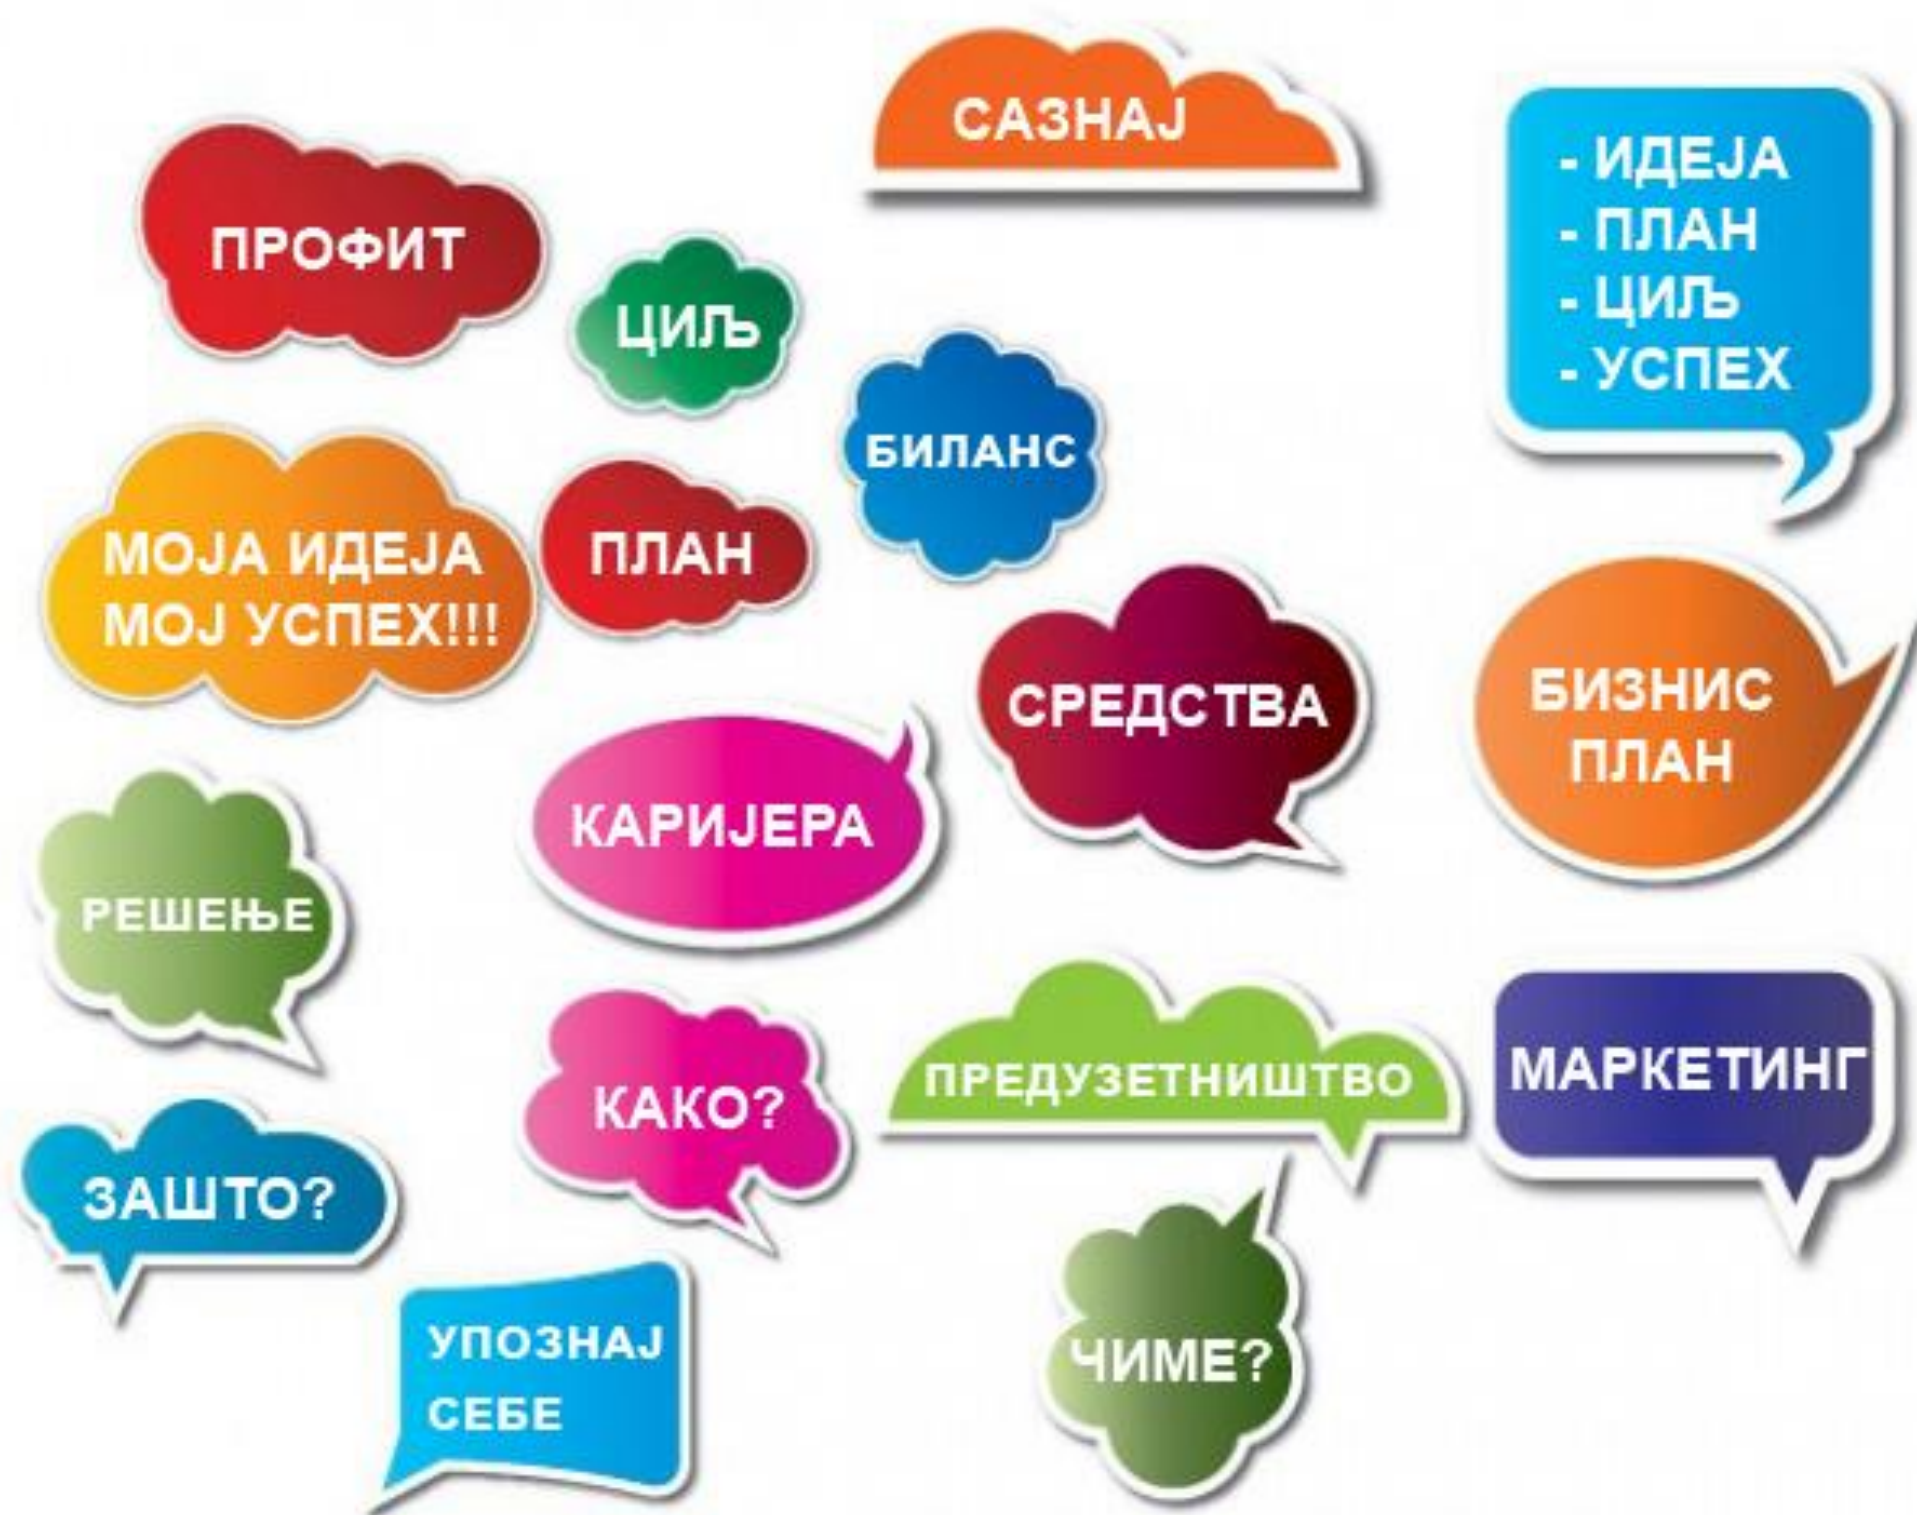 САЗНАЈ
- ИДЕЈА
- ПЛАН
- ЦИЉ
- УСПЕХ
ПРОФИТ
ЦИЉ
БИЛАНС
МОЈА ИДЕЈА
МОЈ УСПЕХ!!!
ПЛАН
СРЕДСТВА
БИЗНИС
ПЛАН
КАРИЈЕРА
РЕШЕЊЕ
КАКО?
ПРЕДУЗЕТНИШТВО
МАРКЕТИНГ
ЗАШТО?
УПОЗНАЈ
СЕБЕ
ЧИМЕ?